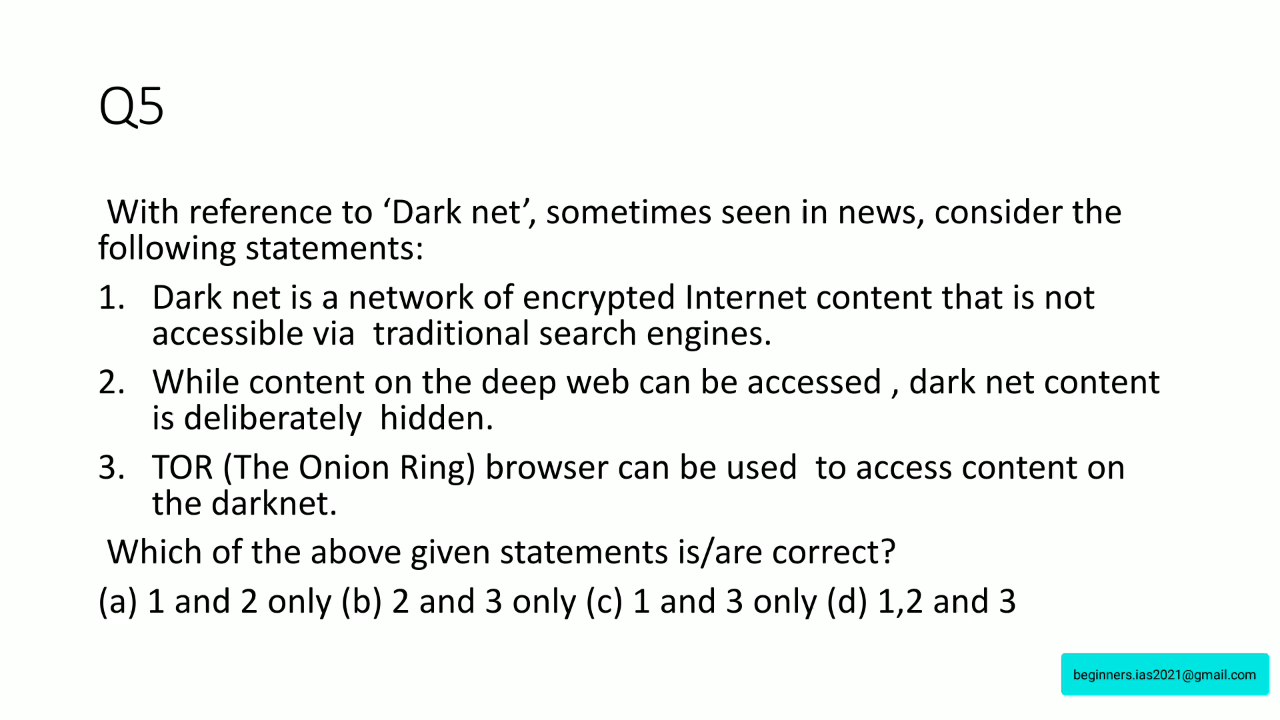 Q5
With reference to ‘Dark net’, sometimes seen in news, consider the
following statements:
1. Dark net is a network of encrypted Internet content that is not
accessible via traditional search engines.
2. While content on the deep web can be accessed , dark net content
is deliberately hidden.
3. TOR (The Onion Ring) browser can be used to access content on
the darknet.
Which of the above given statements is/are correct?
(a) 1 and 2 only (b) 2 and 3 only (c) 1 and 3 only (d) 1,2 and 3
beginners.ias2021@gmail.com